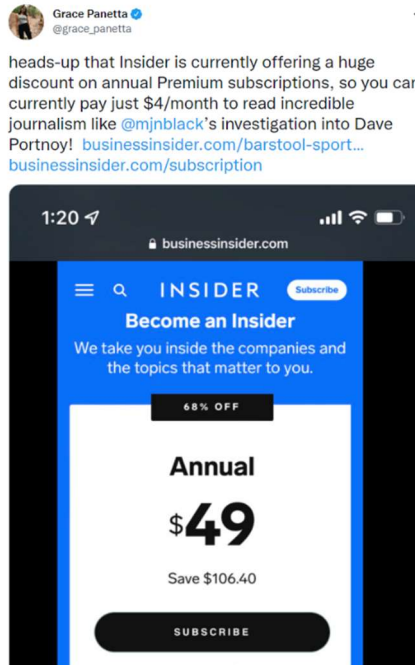 Grace Panetta
@grace_panetta
heads-up that Insider is currently offering a huge
discount on annual Premium subscriptions, so you can
currently pay just $4/month to read incredible
journalism like @mjnblack's investigation into Dave
Portnoy! businessinsider.com/barstool-sport...
businessinsider.com/subscription
1:20
businessinsider.com
INSIDER
Subscribe
Become an Insider
We take you inside the companies and
the topics that matter to you.
68% OFF
Annual
$49
Save $106.40
SUBSCRIBE